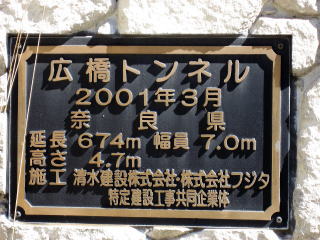 広橋トンネル
2001年3月
奈良県
延長 674m 幅員 7.0m
高さ 4.7m
施工 清水建設株式会社・株式会社フジタ
特定建設工事共同企業体